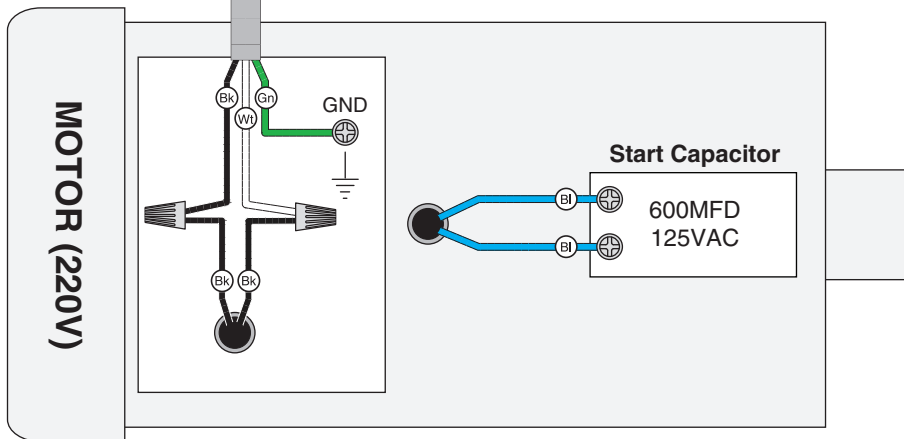 MOTOR (220V)
Bk
Gn
Wt
GND
Bk
Bk
Start Capacitor
Bl
600MFD
Bl
125VAC